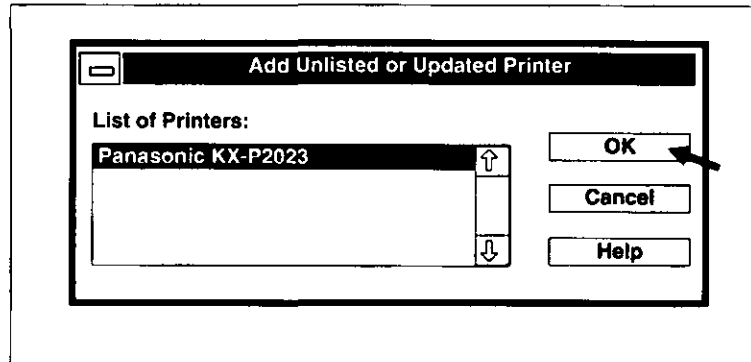 Add Unlisted or Updated Printer
List of Printers:
Panasonic KX-P2023
OK
Cancel
Help